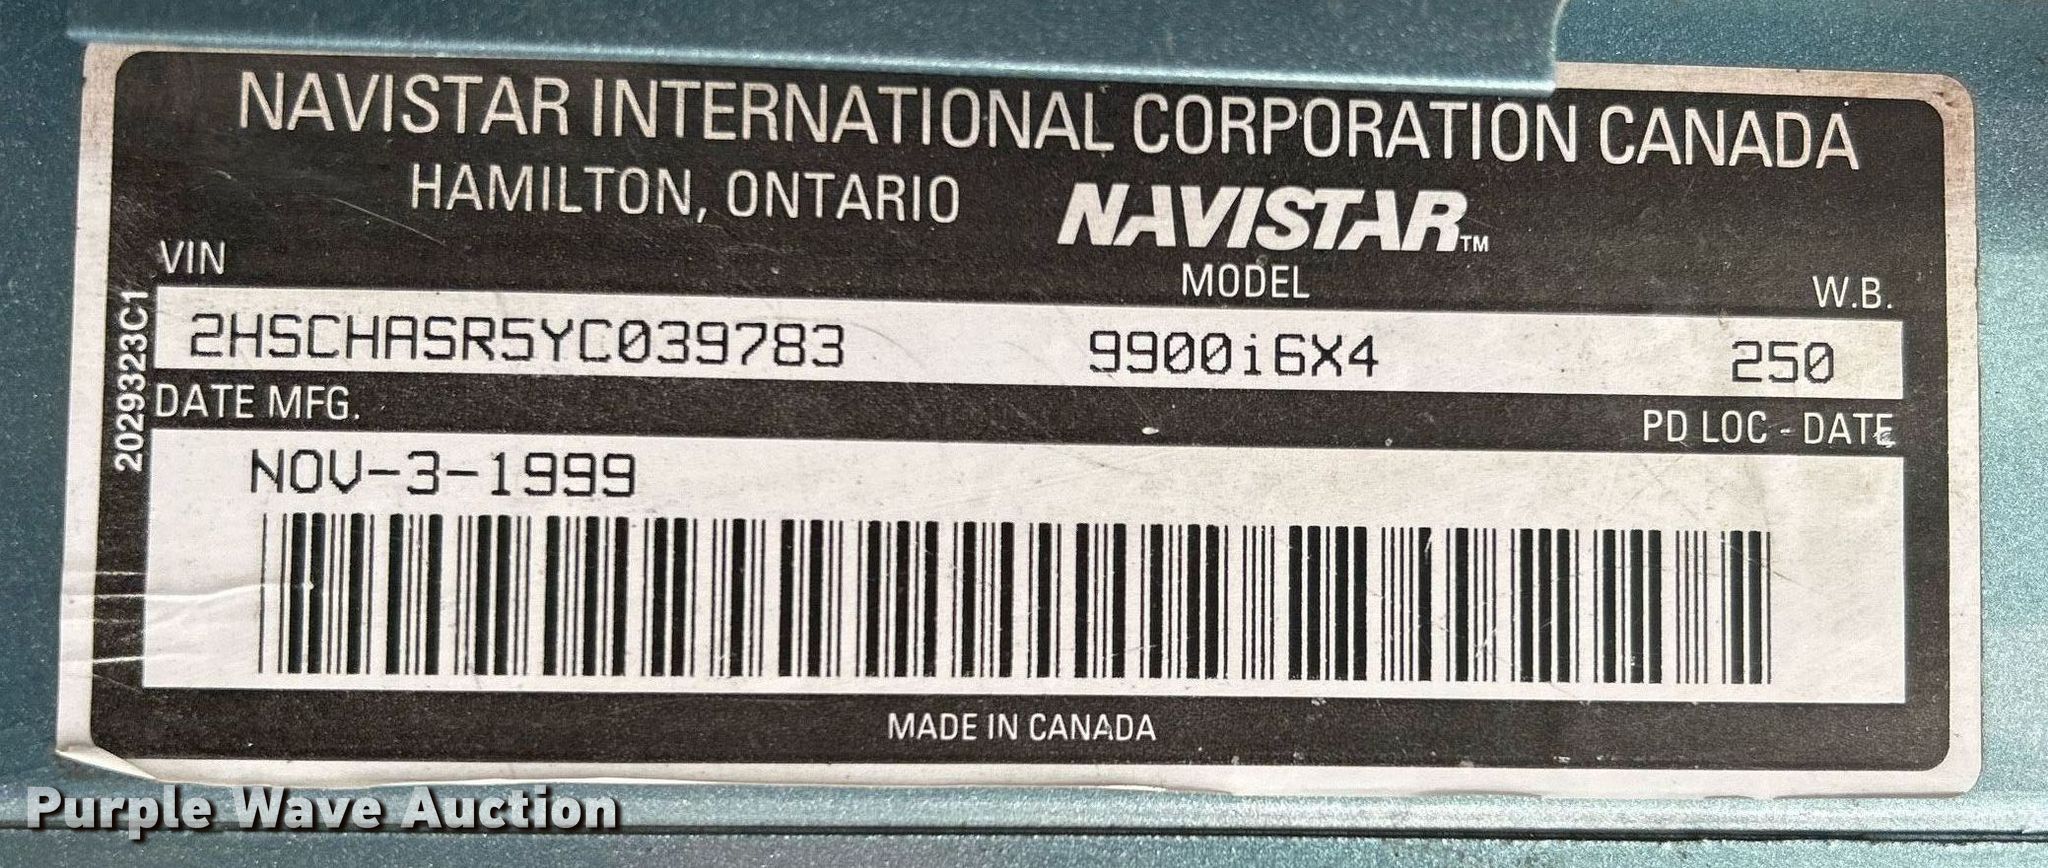 NAVISTAR INTERNATIONAL CORPORATION CANADA
HAMILTON, ONTARIO NAVISTAR™
VIN MODEL W.B.
2HSCHASR5YC039783 9900i6X4 250
DATE MFG. PD LOC - DATE
NOV-3-1999
MADE IN CANADA
2029323C1
Purple Wave Auction